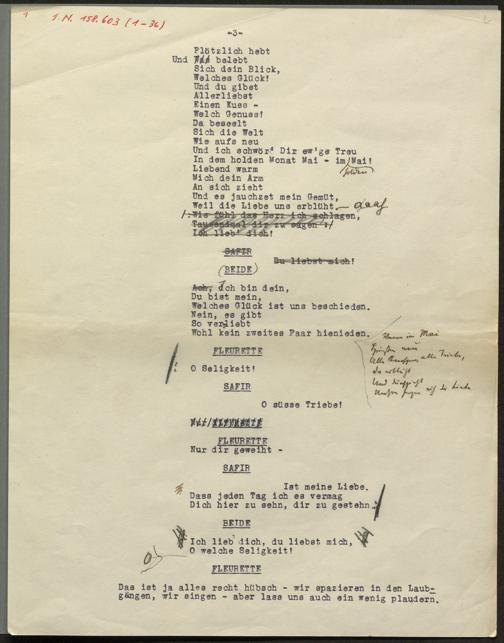 1
I.N. 158.603 (1-36)
-3-
Plötzlich hebt
Und belebt
Sich dein Blick,
Welches Glück!
Und du gibst
Allerliebst
Einen Kuss -
Welch Genuss!
Da beseelt
Sich die Welt
Wie aufs neu
Und ich schwör' Dir ew'ge Treu
In dem holden Monat Mai - im Mai!
Liebend warm
Mich dein Arm
An sich zieht
Und es jauchzet mein Gemüt,
Weil die Liebe uns erblüht.
/:Wie fühl das Herz ich schlagen,
Tausendmal dir zu sagen:/
Ich lieb' dich!
SAFIR
Du liebst mich!
(BEIDE)
Ach, ich bin dein,
Du bist mein,
Welches Glück ist uns beschieden.
Nein, es gibt
So verliebt
Wohl kein zweites Paar hienieden.
im Mai
alle Triebe,
Und
die Liebe
FLEURETTE
O Seligkeit!
SAFIR
O süsse Triebe!
FLEURETTE
Nur dir geweiht -
SAFIR
Ist meine Liebe.
Dass jeden Tag ich es vermag
Dich hier zu sehn, dir zu gestehn:
BEIDE
Ich lieb' dich, du liebst mich,
O welche Seligkeit!
FLEURETTE
Das ist ja alles recht hübsch - wir spazieren in den Laub-
gängen, wir singen - aber lass uns auch ein wenig plaudern.